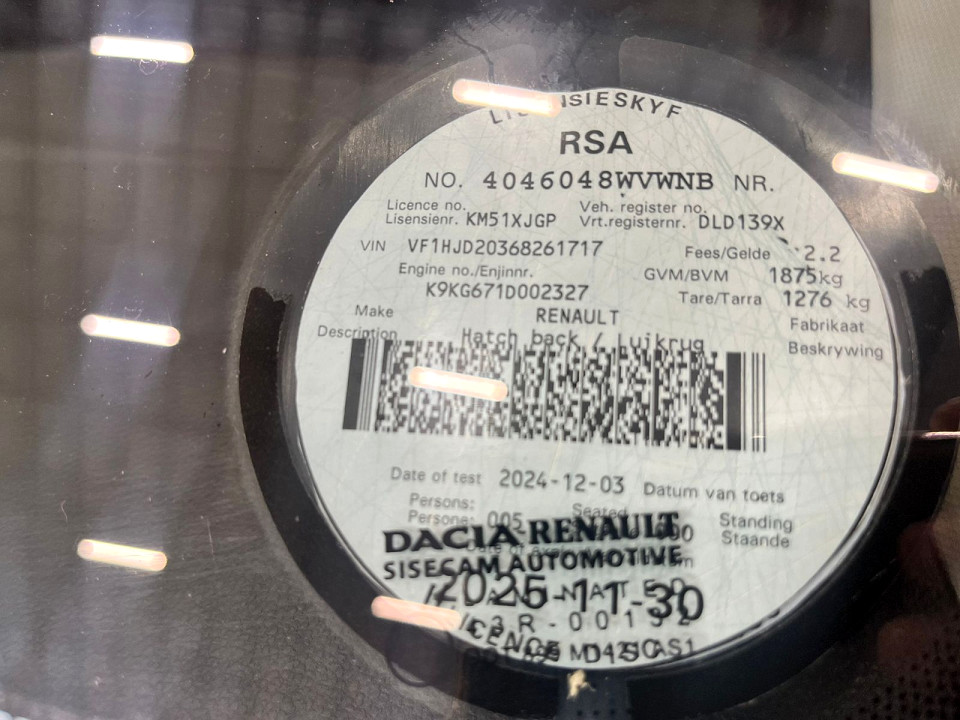 RSA
NO. 4046048WVWNB NR.
Licence no. Veh. register no.
Lisensienr. KM51XJGP Vrt.registernr. DLD139X
VIN VF1HJD20368261717 Fees/Gelde 2.2
Engine no./Enjinnr. GVM/BVM 1875kg
K9KG671D002327 Tare/Tarra 1276 kg
Make RENAULT Fabrikaat
Description Hatch back / Luikrug Beskrywing
Date of test 2024-12-03 Datum van toets
Persons: Seated Standing
005 Staande
DACIA RENAULT
SISECAM AUTOMOTIVE
2025-11-30